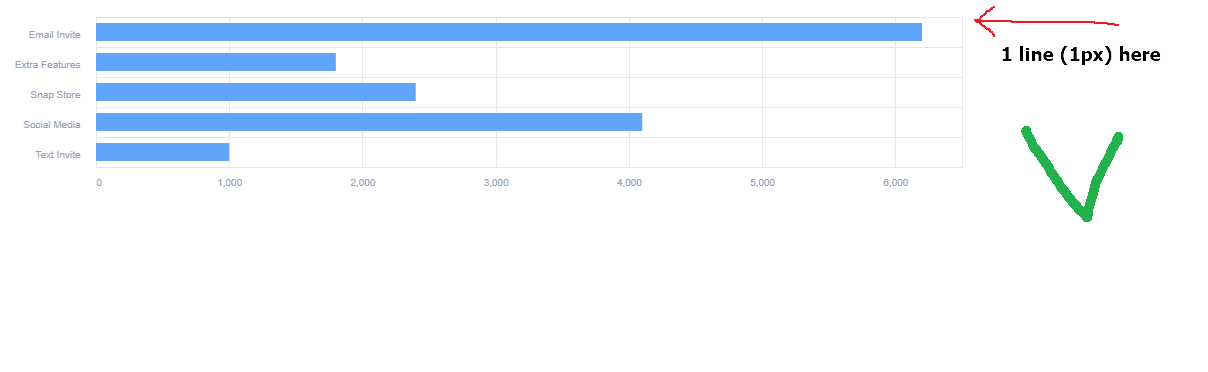 Email Invite
1 line (1px) here
Extra Features
Snap Store
Social Media
Text Invite
0 1,000 2,000 3,000 4,000 5,000 6,000